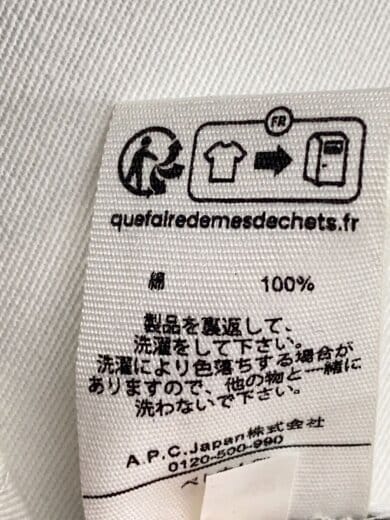 FR
quefairedemesdechets.fr
綿 100%
製品を裏返して、
洗濯をして下さい。
洗濯により色落ちする場合が
ありますので、他の物と一緒に
洗わないで下さい。
A.P.C.Japan株式会社
0120-500-990